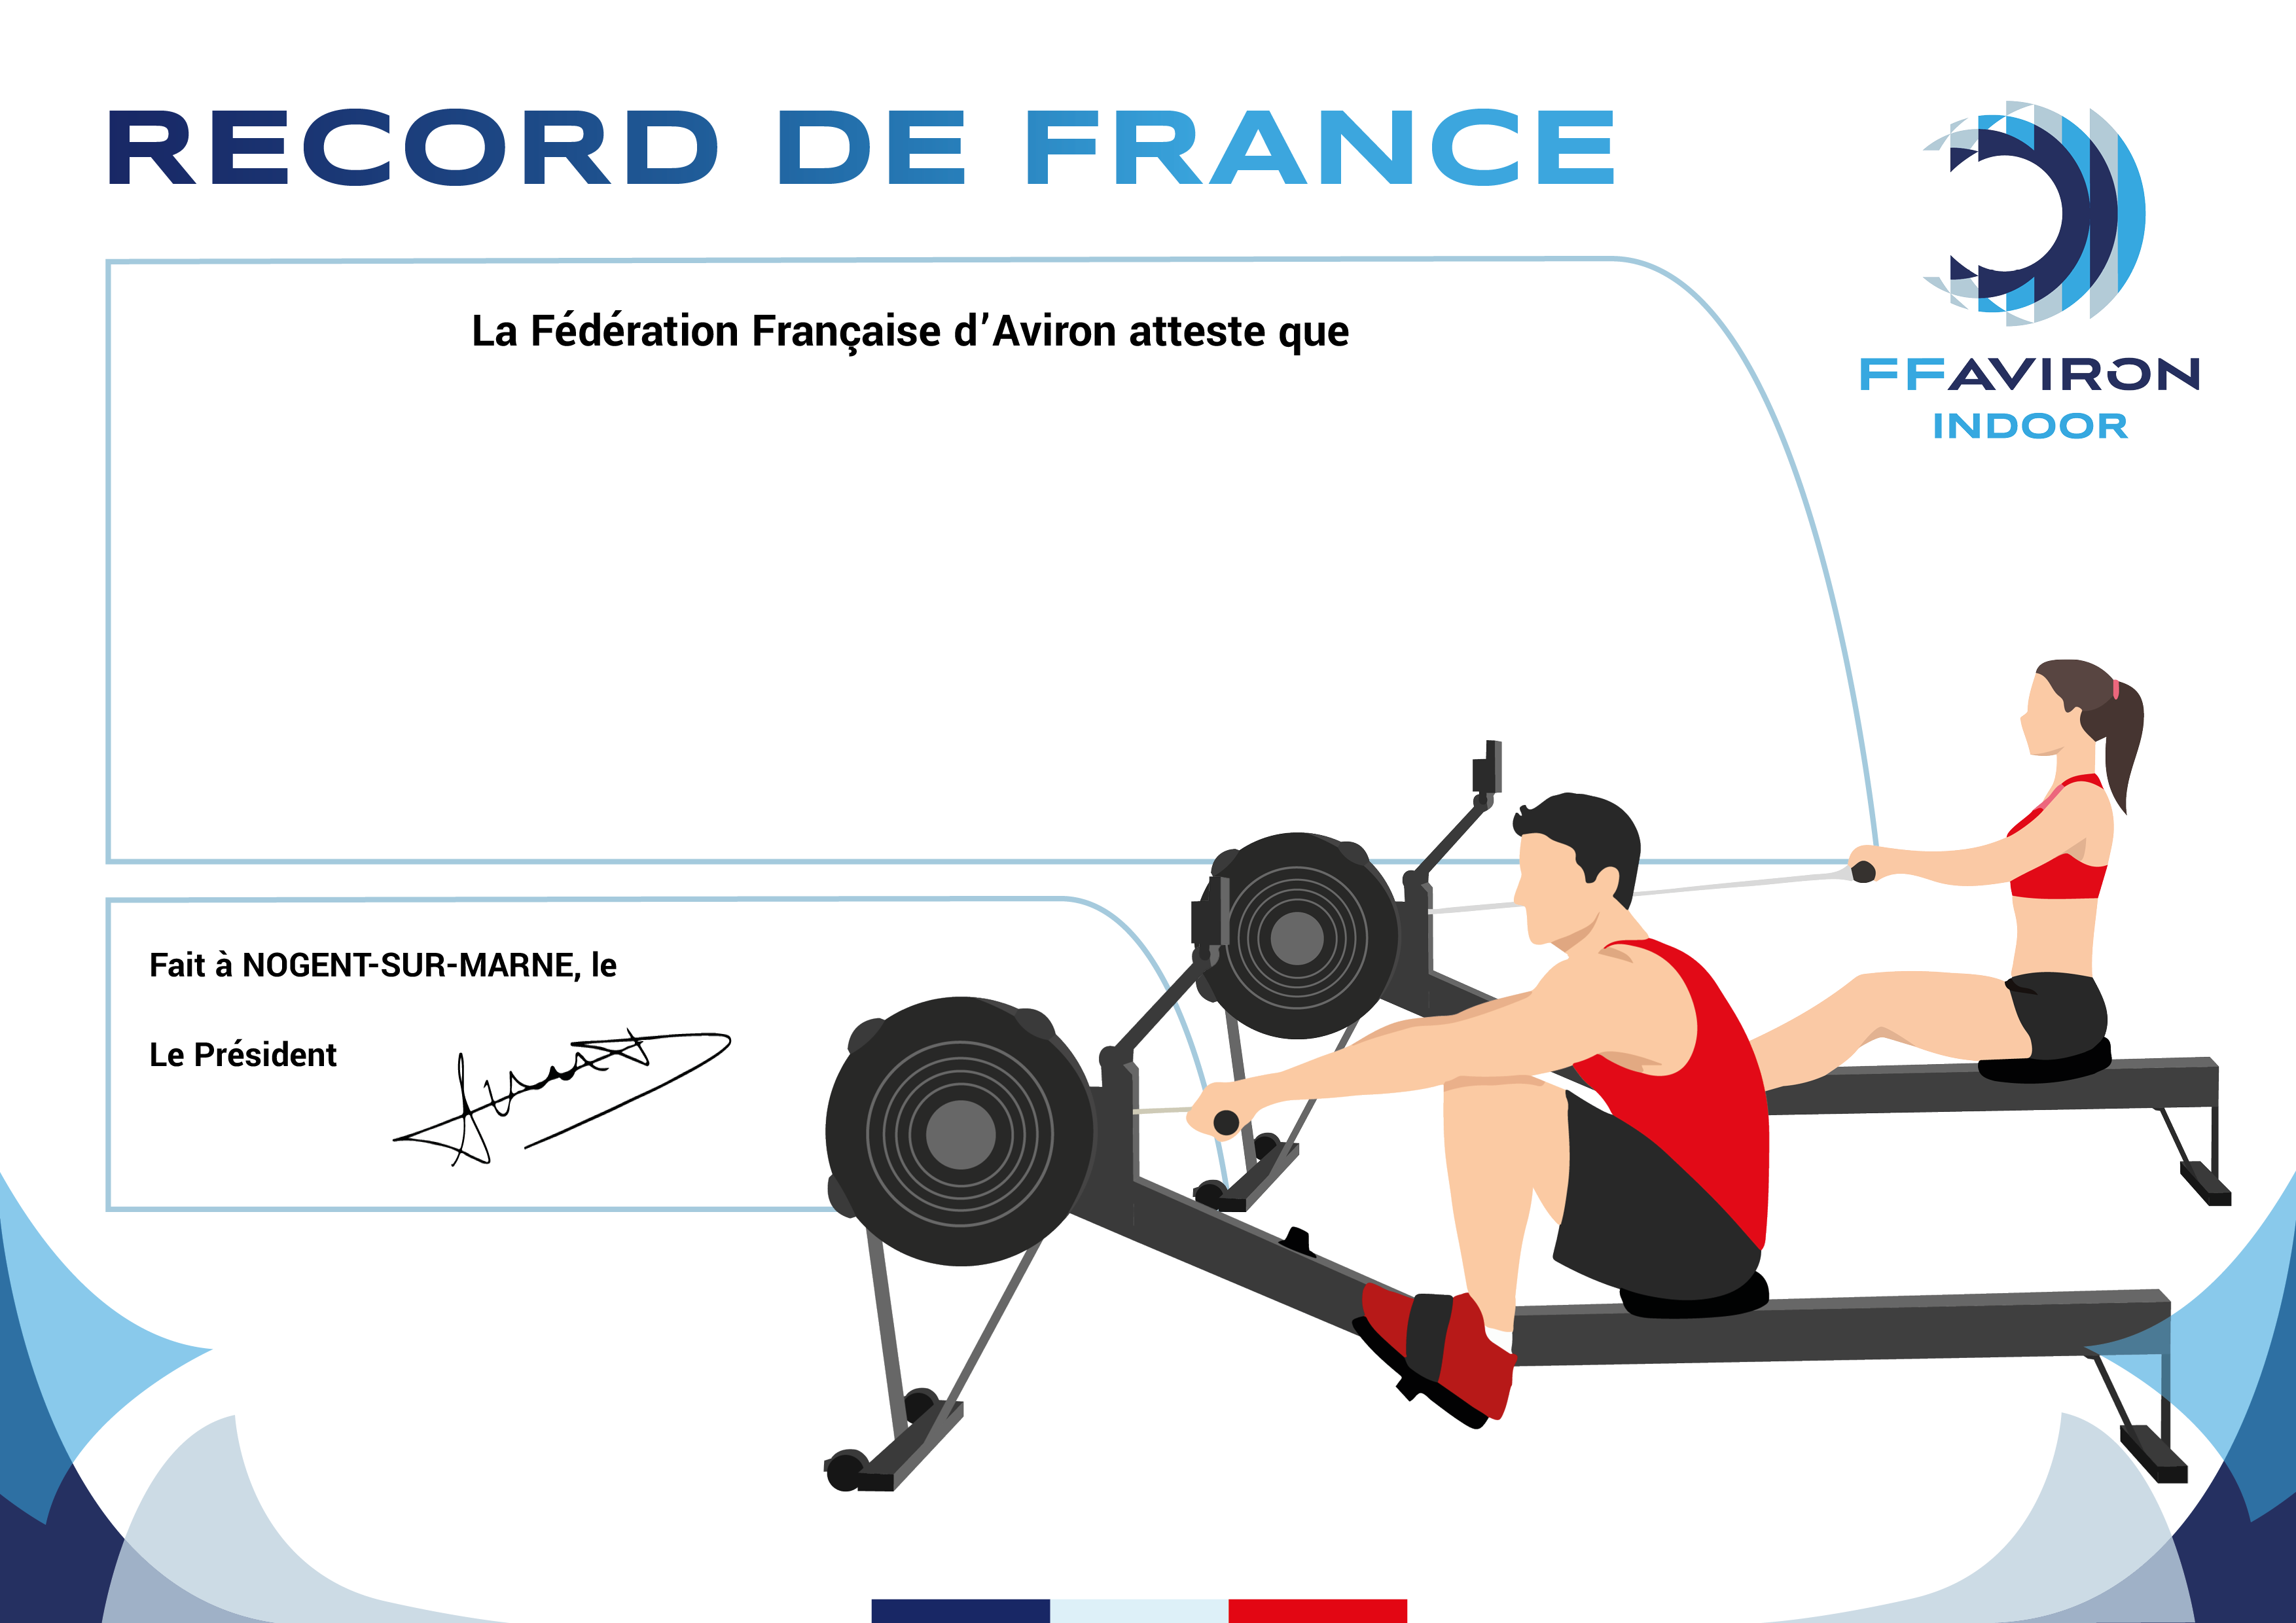 RECORD DE FRANCE
FFAVIRON
INDOOR
La Fédération Française d’Aviron atteste que
Fait à NOGENT-SUR-MARNE, le
Le Président